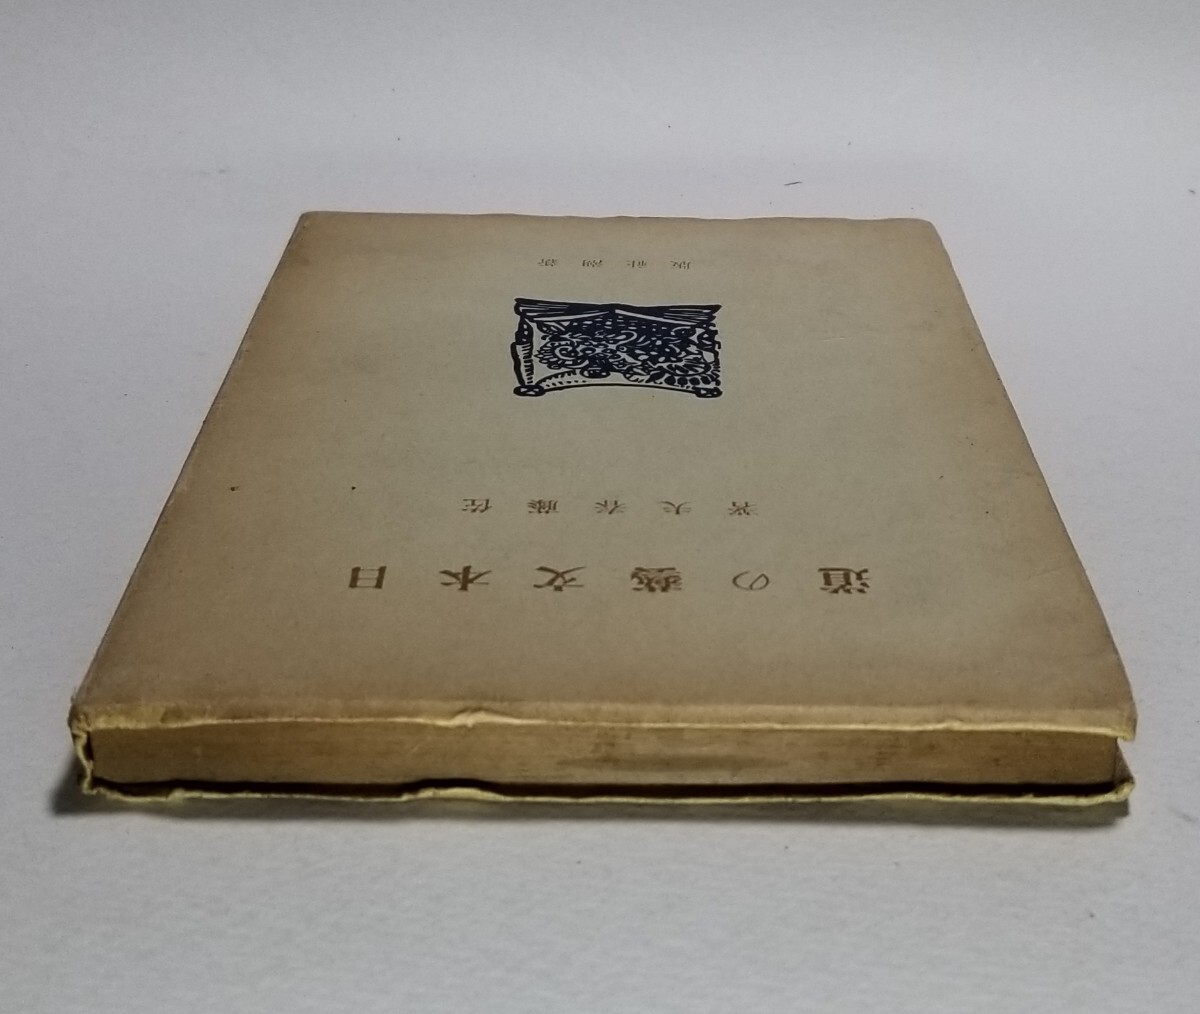 日本文藝の道
佐藤春夫著
新潮社版